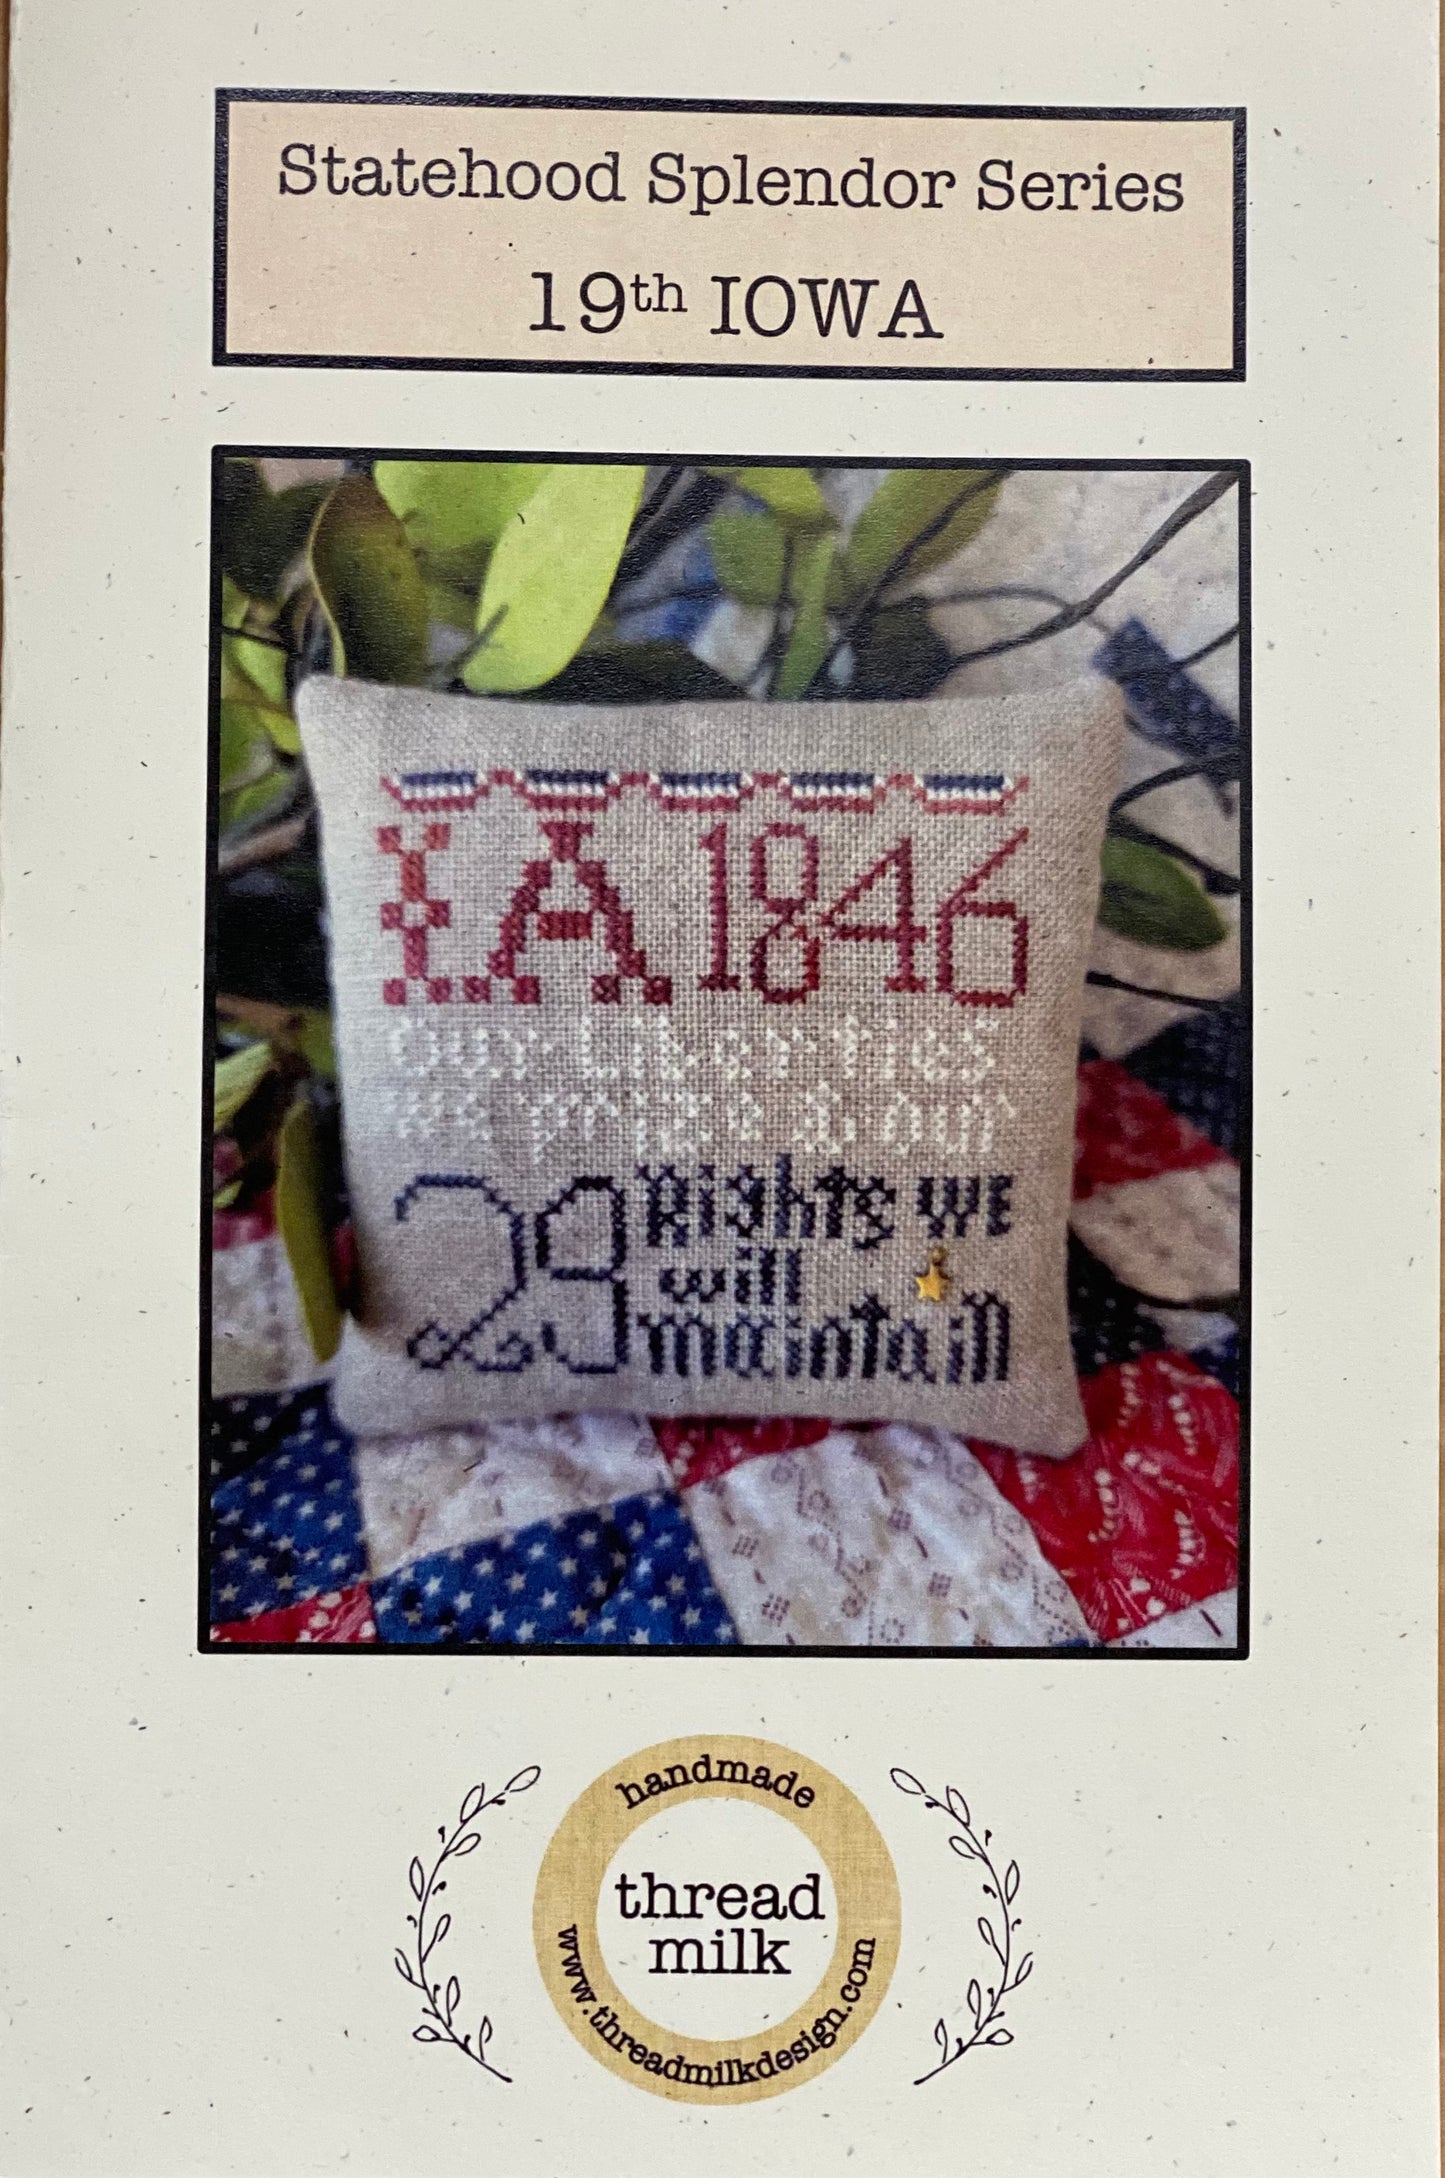 Statehood Splendor Series
19th IOWA
IA 1846
our Liberties
we prize & our
29 Rights we
will
maintain
handmade
thread
milk
www.threadmilkdesign.com